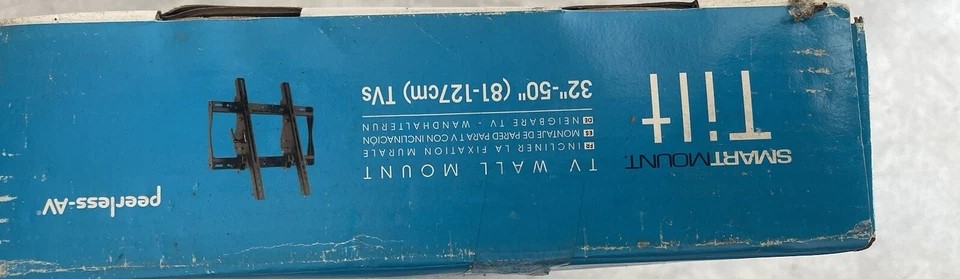 SMARTMOUNT.
Tilt
TV WALL MOUNT
FR INCLINER LA FIXATION MURALE
ES MONTAJE DE PARED PARA TV CON INCLINACIÓN
DE NEIGBARE TV - WANDHALTERUN
32"-50" (81-127cm) TVs
peerless-AV®